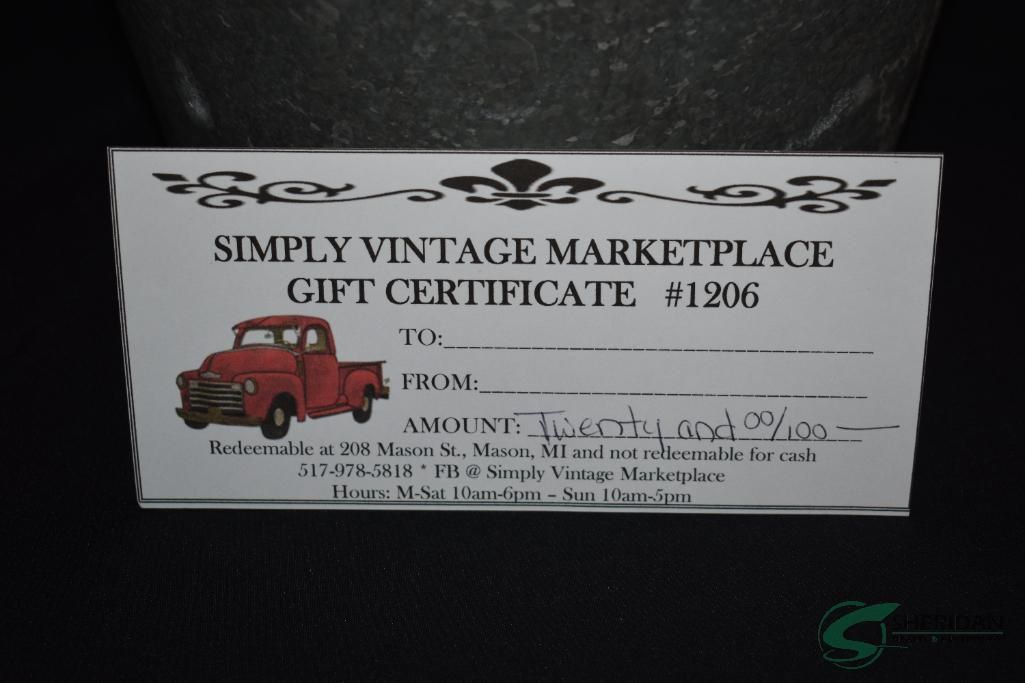 SIMPLY VINTAGE MARKETPLACE
GIFT CERTIFICATE #1206
TO:
FROM:
AMOUNT: Twenty and 00/100
Redeemable at 208 Mason St., Mason, MI and not redeemable for cash
517-978-5818 * FB @ Simply Vintage Marketplace
Hours: M-Sat 10am-6pm – Sun 10am-5pm
SHERIDAN